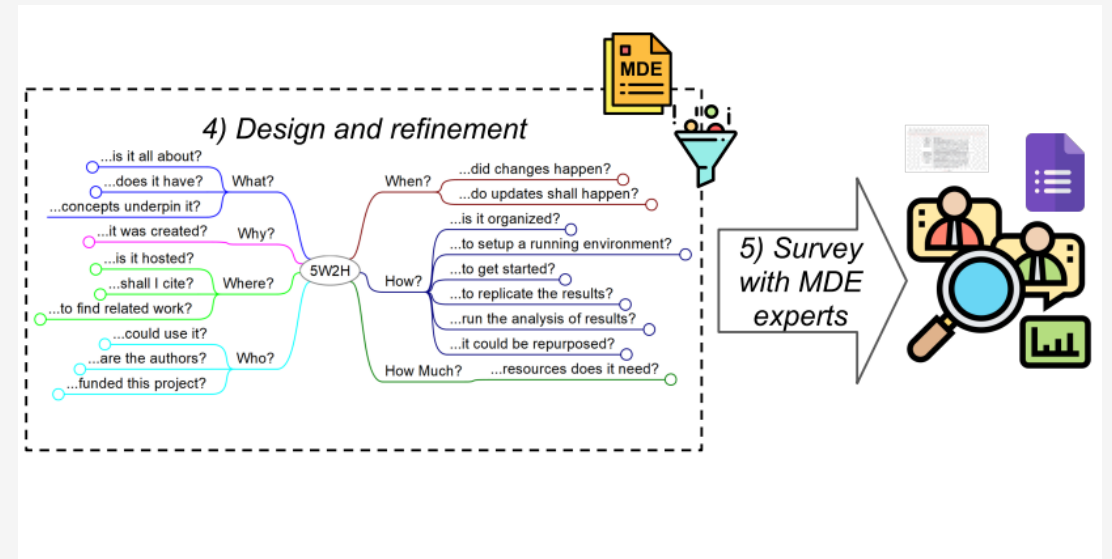 MDE
4) Design and refinement
...is it all about?
...does it have?
What?
...concepts underpin it?
...it was created?
Why?
...is it hosted?
...shall I cite?
Where?
...to find related work?
...could use it?
...are the authors?
Who?
...funded this project?
5W2H
...did changes happen?
When?
...do updates shall happen?
...is it organized?
...to setup a running environment?
...to get started?
How?
...to replicate the results?
...run the analysis of results?
...it could be repurposed?
How Much?
...resources does it need?
5) Survey
with MDE
experts